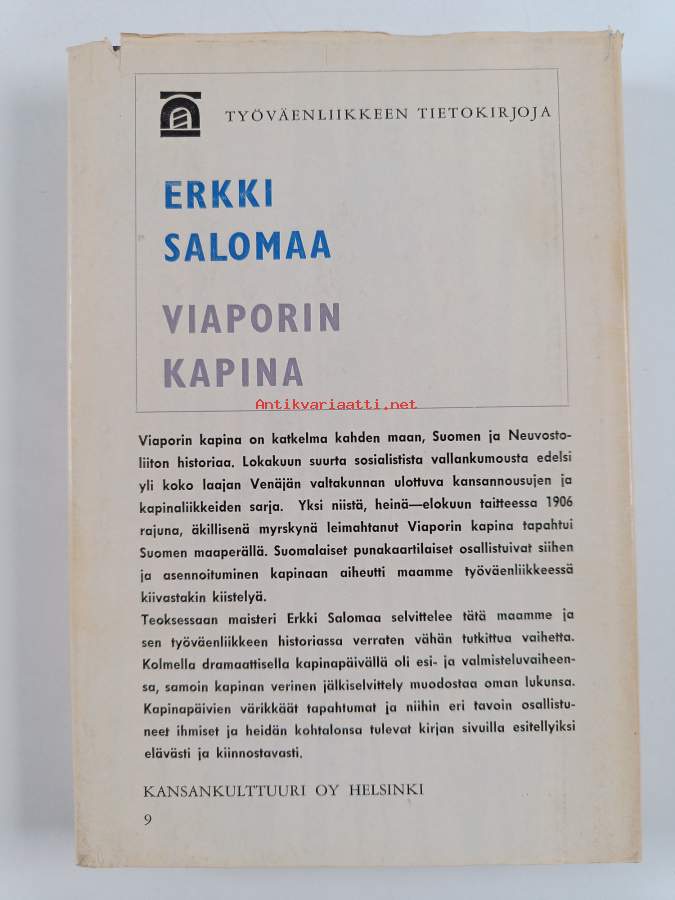 TYÖVÄENLIIKKEEN TIETOKIRJOJA
ERKKI
SALOMAA
VIAPORIN
KAPINA
Antikvariaatti.net
Viaporin kapina on katkelma kahden maan, Suomen ja Neuvosto-
liiton historiaa. Lokakuun suurta sosialistista vallankumousta edelsi
yli koko laajan Venäjän valtakunnan ulottuva kansannousujen ja
kapinaliikkeiden sarja. Yksi niistä, heinä—elokuun taitteessa 1906
rajuna, äkillisenä myrskynä leimahtanut Viaporin kapina tapahtui
Suomen maaperällä. Suomalaiset punakaartilaiset osallistuivat siihen
ja asennoituminen kapinaan aiheutti maamme työväenliikkeessä
kiivastakin kiistelyä.
Teoksessaan maisteri Erkki Salomaa selvittelee tätä maamme ja
sen työväenliikkeen historiassa verraten vähän tutkittua vaihetta.
Kolmella dramaattisella kapinapäivällä oli esi- ja valmisteluvaiheen-
sa, samoin kapinan verinen jälkiselvittely muodostaa oman lukunsa.
Kapinapäivien värikkäät tapahtumat ja niihin eri tavoin osallistu-
neet ihmiset ja heidän kohtalonsa tulevat kirjan sivuilla esitellyiksi
elävästi ja kiinnostavasti.
KANSANKULTTUURI OY HELSINKI
9